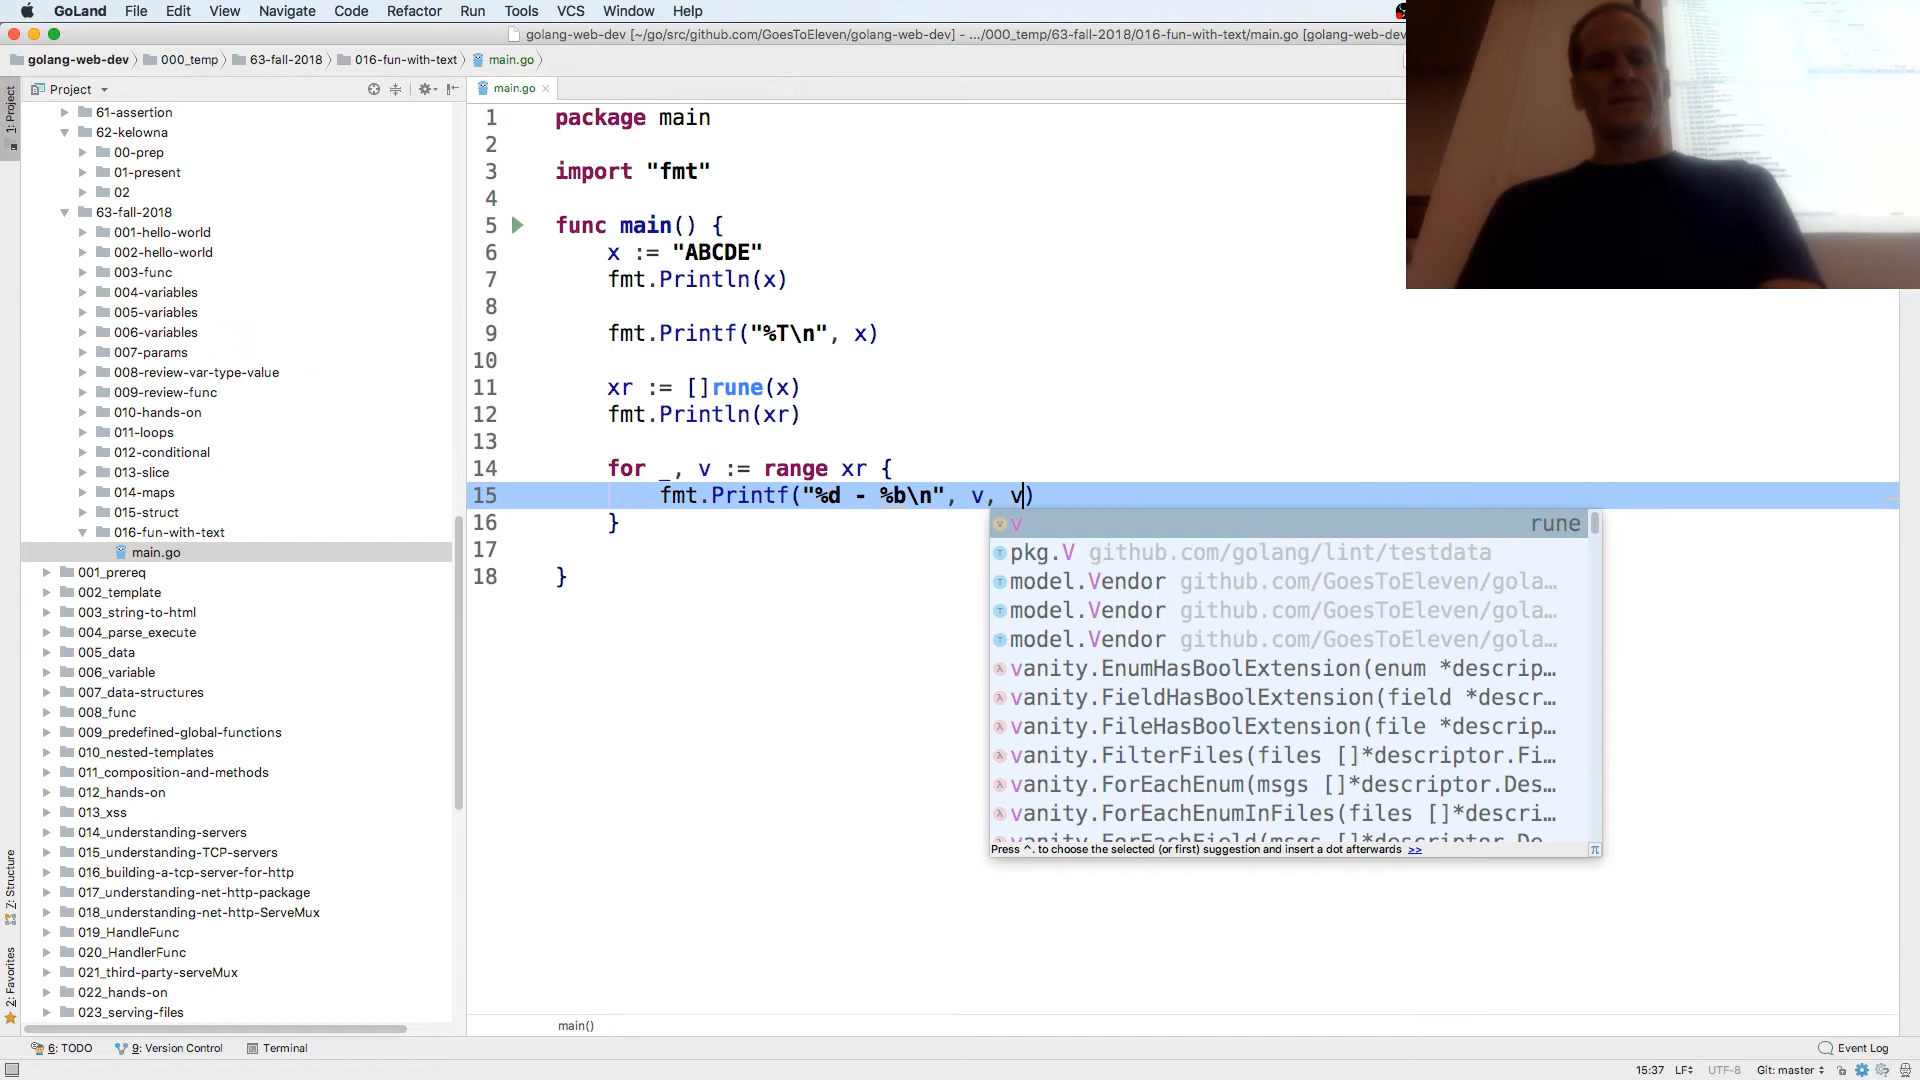 GoLand File Edit View Navigate Code Refactor Run Tools VCS Window Help
golang-web-dev [~/go/src/github.com/GoesToEleven/golang-web-dev] - .../000_temp/63-fall-2018/016-fun-with-text/main.go [golang-web-dev
golang-web-dev 000_temp 63-fall-2018 016-fun-with-text main.go
Project
main.go
1: Project
61-assertion
62-kelowna
00-prep
01-present
02
63-fall-2018
001-hello-world
002-hello-world
003-func
004-variables
005-variables
006-variables
007-params
008-review-var-type-value
009-review-func
010-hands-on
011-loops
012-conditional
013-slice
014-maps
015-struct
016-fun-with-text
main.go
001_prereq
002_template
003_string-to-html
004_parse_execute
005_data
006_variable
007_data-structures
008_func
009_predefined-global-functions
010_nested-templates
011_composition-and-methods
012_hands-on
013_xss
014_understanding-servers
015_understanding-TCP-servers
016_building-a-tcp-server-for-http
017_understanding-net-http-package
018_understanding-net-http-ServeMux
019_HandleFunc
020_HandlerFunc
021_third-party-serveMux
022_hands-on
023_serving-files
7: Structure
2: Favorites
1 package main
2
3 import "fmt"
4
5 func main() {
6 x := "ABCDE"
7 fmt.Println(x)
8
9 fmt.Printf("%T\n", x)
10
11 xr := []rune(x)
12 fmt.Println(xr)
13
14 for _, v := range xr {
15 fmt.Printf("%d - %b\n", v, v)
16 }
17
18 }
v v rune
T pkg.V github.com/golang/lint/testdata
T model.Vendor github.com/GoesToEleven/gola…
T model.Vendor github.com/GoesToEleven/gola…
T model.Vendor github.com/GoesToEleven/gola…
λ vanity.EnumHasBoolExtension(enum *descrip…
λ vanity.FieldHasBoolExtension(field *descr…
λ vanity.FileHasBoolExtension(file *descrip…
λ vanity.FilterFiles(files []*descriptor.Fi…
λ vanity.ForEachEnum(msgs []*descriptor.Des…
λ vanity.ForEachEnumInFiles(files []*descri…
λ vanity.ForEachField(msgs []*descriptor.De…
Press ^. to choose the selected (or first) suggestion and insert a dot afterwards >> π
main()
6: TODO 9: Version Control Terminal Event Log
15:37 LF UTF-8 Git: master